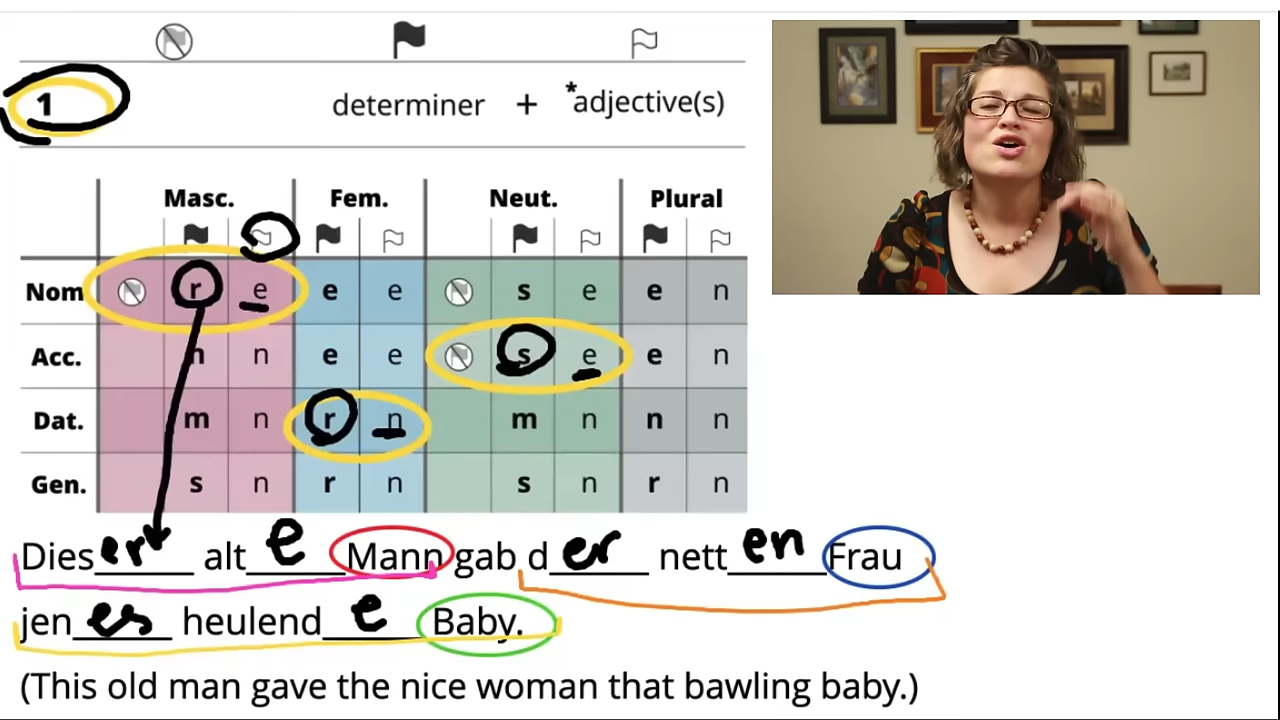 1 determiner + *adjective(s)
Masc. Fem. Neut. Plural
Nom r e e e s e e n
Acc. n n e e s e e n
Dat. m n r n m n n n
Gen. s n r n s n r n
Dieser alte Mann gab der netten Frau
jenes heulende Baby.
(This old man gave the nice woman that bawling baby.)